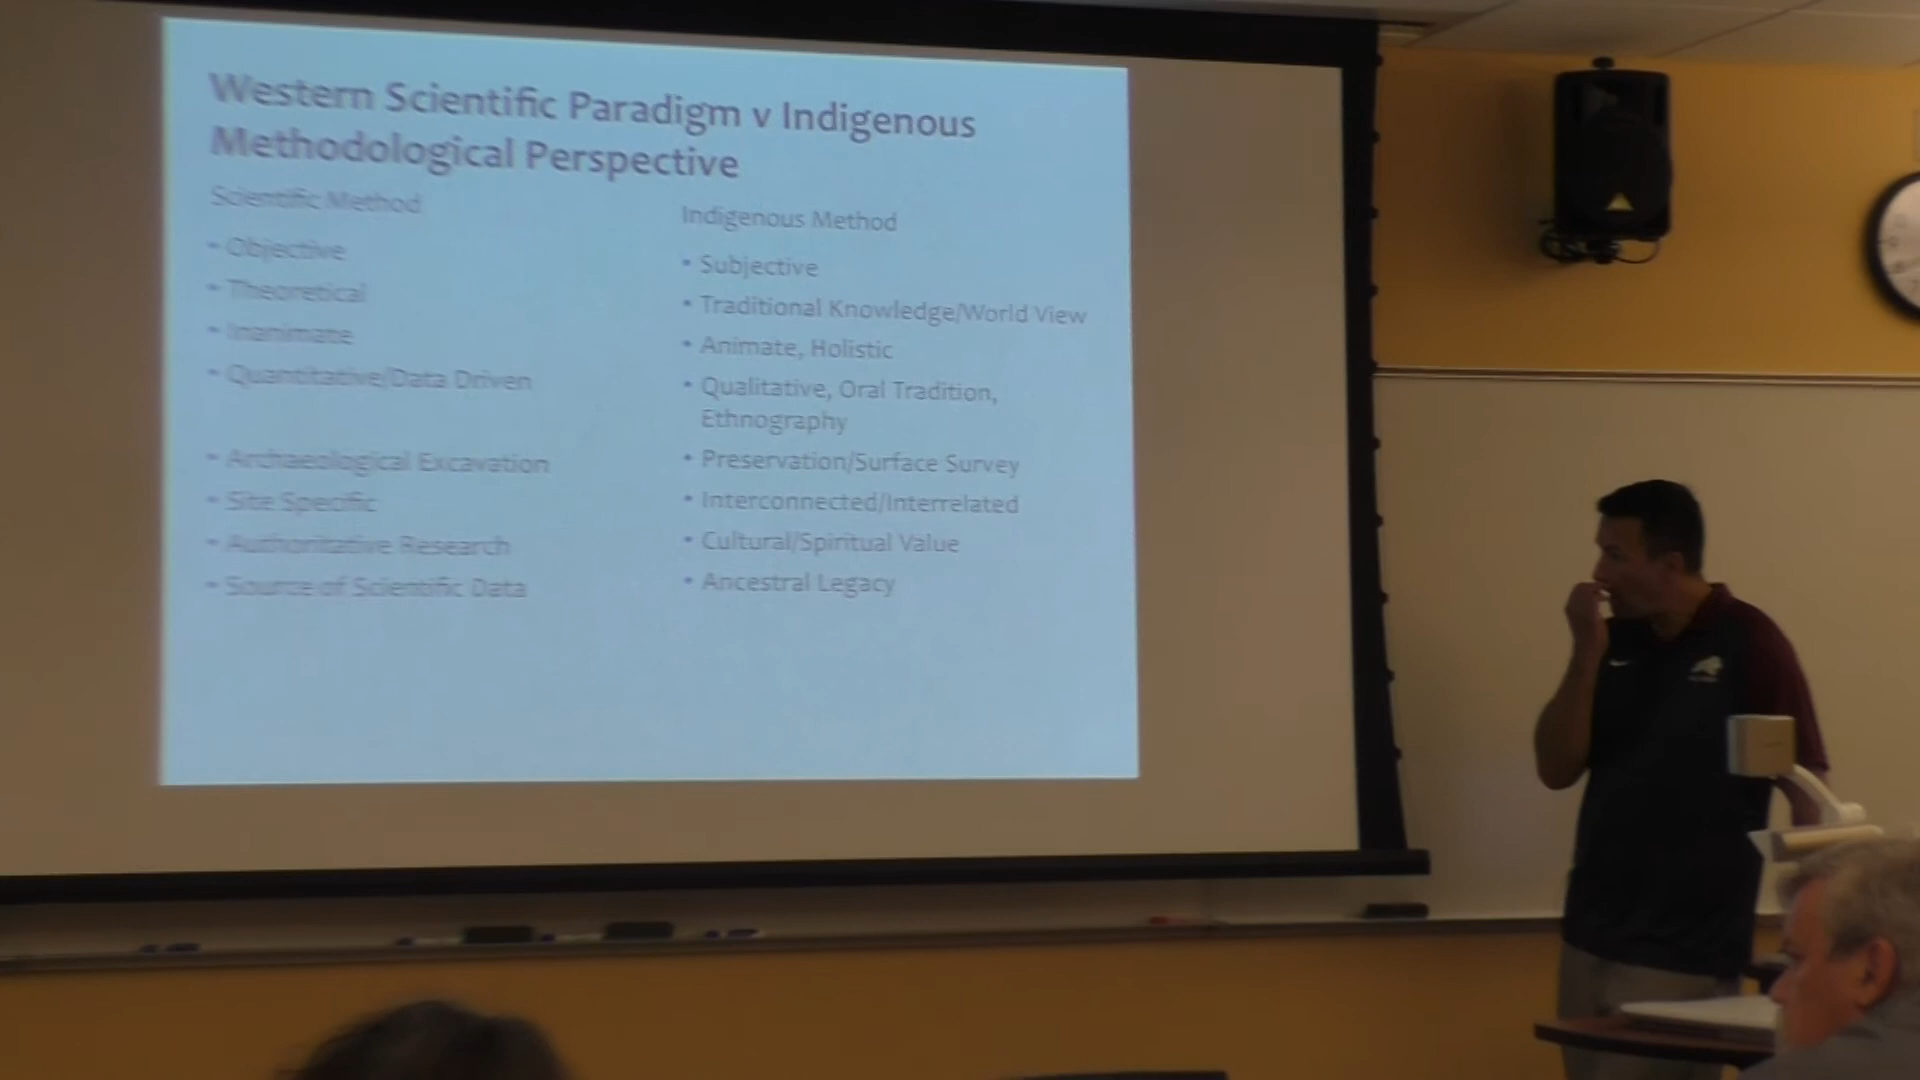 Western Scientific Paradigm v Indigenous
Methodological Perspective
Scientific Method
• Objective
• Theoretical
• Inanimate
• Quantitative/Data Driven
• Archaeological Excavation
• Site Specific
• Authoritative Research
• Source of Scientific Data
Indigenous Method
• Subjective
• Traditional Knowledge/World View
• Animate, Holistic
• Qualitative, Oral Tradition,
Ethnography
• Preservation/Surface Survey
• Interconnected/Interrelated
• Cultural/Spiritual Value
• Ancestral Legacy